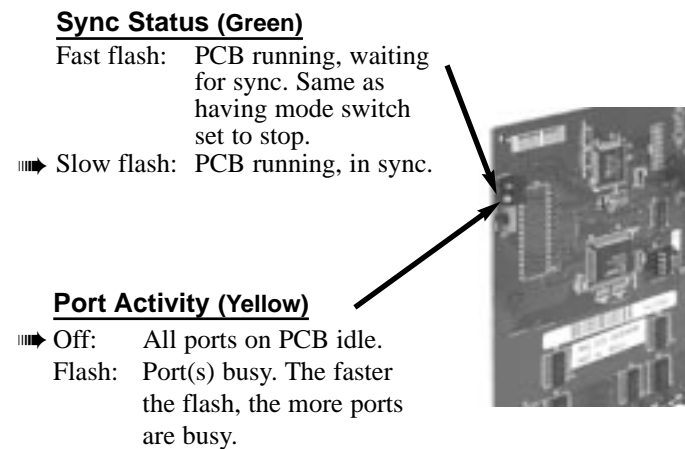 Sync Status (Green)
Fast flash: PCB running, waiting
for sync. Same as
having mode switch
set to stop.
Slow flash: PCB running, in sync.
Port Activity (Yellow)
Off: All ports on PCB idle.
Flash: Port(s) busy. The faster
the flash, the more ports
are busy.